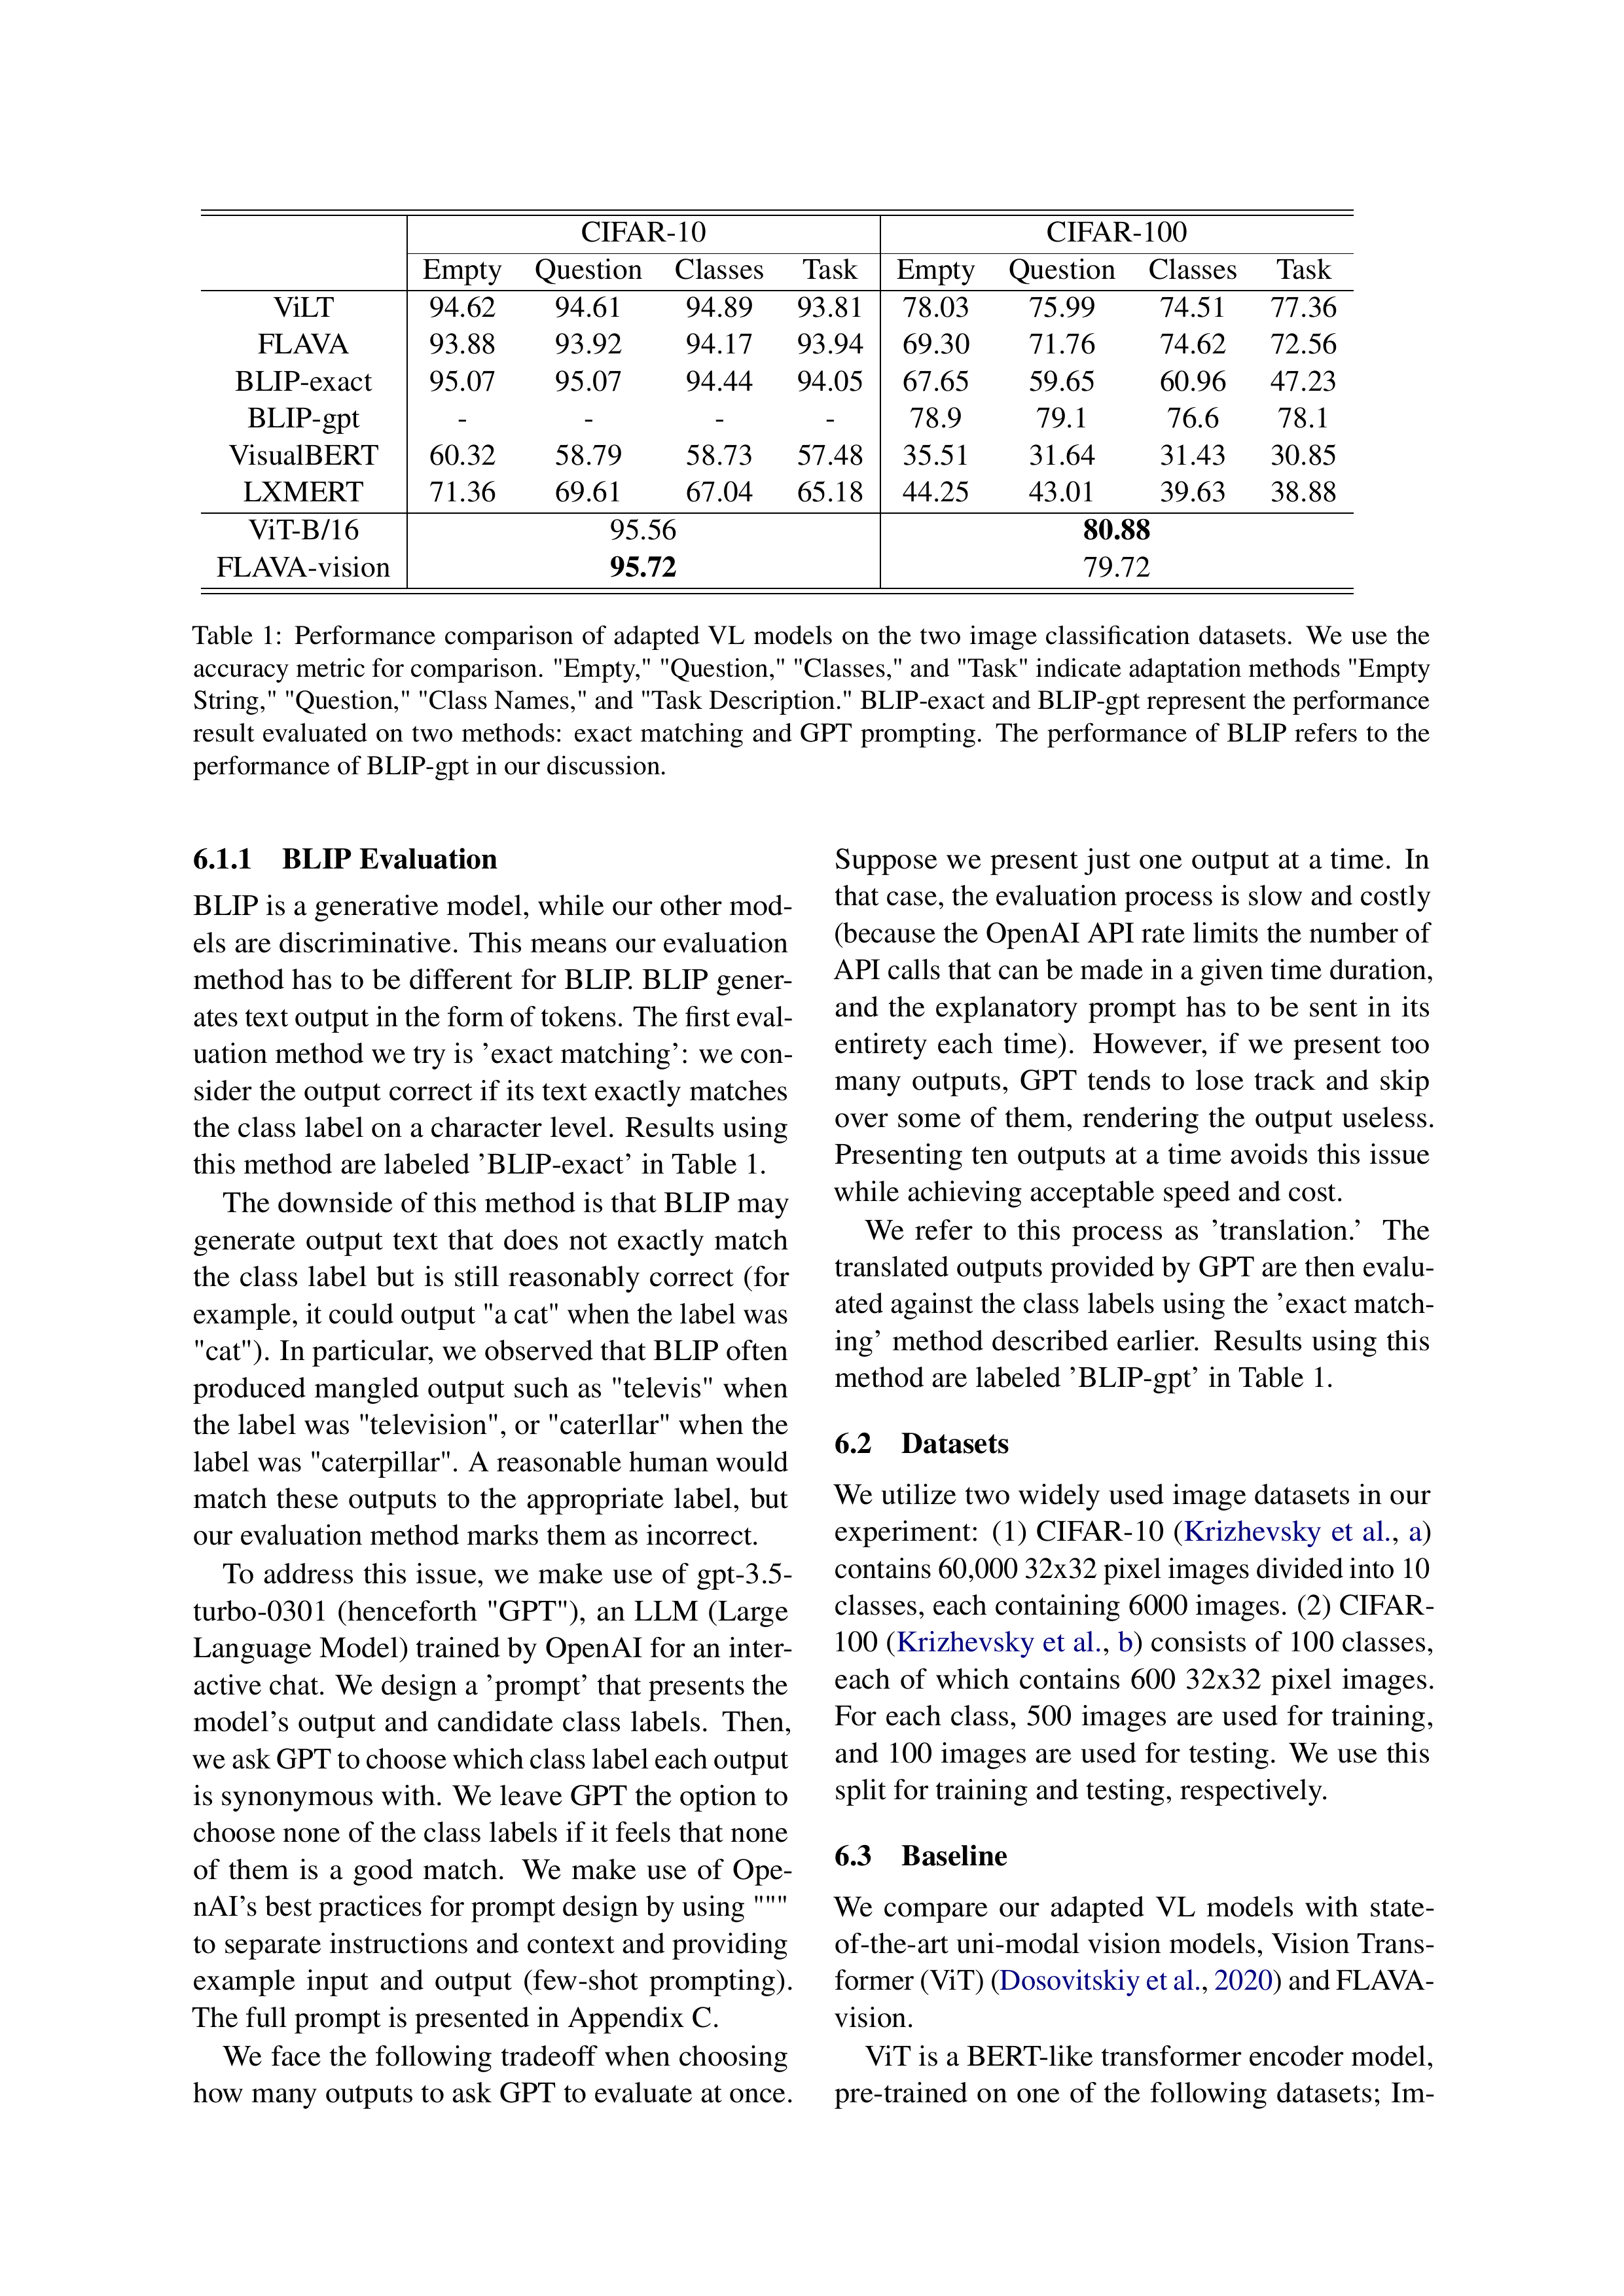 CIFAR-10 CIFAR-100
Empty Question Classes Task Empty Question Classes Task
ViLT 94.62 94.61 94.89 93.81 78.03 75.99 74.51 77.36
FLAVA 93.88 93.92 94.17 93.94 69.30 71.76 74.62 72.56
BLIP-exact 95.07 95.07 94.44 94.05 67.65 59.65 60.96 47.23
BLIP-gpt - - - - 78.9 79.1 76.6 78.1
VisualBERT 60.32 58.79 58.73 57.48 35.51 31.64 31.43 30.85
LXMERT 71.36 69.61 67.04 65.18 44.25 43.01 39.63 38.88
ViT-B/16 95.56 80.88
FLAVA-vision 95.72 79.72
Table 1: Performance comparison of adapted VL models on the two image classification datasets. We use the
accuracy metric for comparison. "Empty," "Question," "Classes," and "Task" indicate adaptation methods "Empty
String," "Question," "Class Names," and "Task Description." BLIP-exact and BLIP-gpt represent the performance
result evaluated on two methods: exact matching and GPT prompting. The performance of BLIP refers to the
performance of BLIP-gpt in our discussion.
6.1.1 BLIP Evaluation
BLIP is a generative model, while our other mod-
els are discriminative. This means our evaluation
method has to be different for BLIP. BLIP gener-
ates text output in the form of tokens. The first eval-
uation method we try is ’exact matching’: we con-
sider the output correct if its text exactly matches
the class label on a character level. Results using
this method are labeled ’BLIP-exact’ in Table 1.
The downside of this method is that BLIP may
generate output text that does not exactly match
the class label but is still reasonably correct (for
example, it could output "a cat" when the label was
"cat"). In particular, we observed that BLIP often
produced mangled output such as "televis" when
the label was "television", or "caterllar" when the
label was "caterpillar". A reasonable human would
match these outputs to the appropriate label, but
our evaluation method marks them as incorrect.
To address this issue, we make use of gpt-3.5-
turbo-0301 (henceforth "GPT"), an LLM (Large
Language Model) trained by OpenAI for an inter-
active chat. We design a ’prompt’ that presents the
model’s output and candidate class labels. Then,
we ask GPT to choose which class label each output
is synonymous with. We leave GPT the option to
choose none of the class labels if it feels that none
of them is a good match. We make use of Ope-
nAI’s best practices for prompt design by using """
to separate instructions and context and providing
example input and output (few-shot prompting).
The full prompt is presented in Appendix C.
We face the following tradeoff when choosing
how many outputs to ask GPT to evaluate at once.
Suppose we present just one output at a time. In
that case, the evaluation process is slow and costly
(because the OpenAI API rate limits the number of
API calls that can be made in a given time duration,
and the explanatory prompt has to be sent in its
entirety each time). However, if we present too
many outputs, GPT tends to lose track and skip
over some of them, rendering the output useless.
Presenting ten outputs at a time avoids this issue
while achieving acceptable speed and cost.
We refer to this process as ’translation.’ The
translated outputs provided by GPT are then evalu-
ated against the class labels using the ’exact match-
ing’ method described earlier. Results using this
method are labeled ’BLIP-gpt’ in Table 1.
6.2 Datasets
We utilize two widely used image datasets in our
experiment: (1) CIFAR-10 (Krizhevsky et al., a)
contains 60,000 32x32 pixel images divided into 10
classes, each containing 6000 images. (2) CIFAR-
100 (Krizhevsky et al., b) consists of 100 classes,
each of which contains 600 32x32 pixel images.
For each class, 500 images are used for training,
and 100 images are used for testing. We use this
split for training and testing, respectively.
6.3 Baseline
We compare our adapted VL models with state-
of-the-art uni-modal vision models, Vision Trans-
former (ViT) (Dosovitskiy et al., 2020) and FLAVA-
vision.
ViT is a BERT-like transformer encoder model,
pre-trained on one of the following datasets; Im-